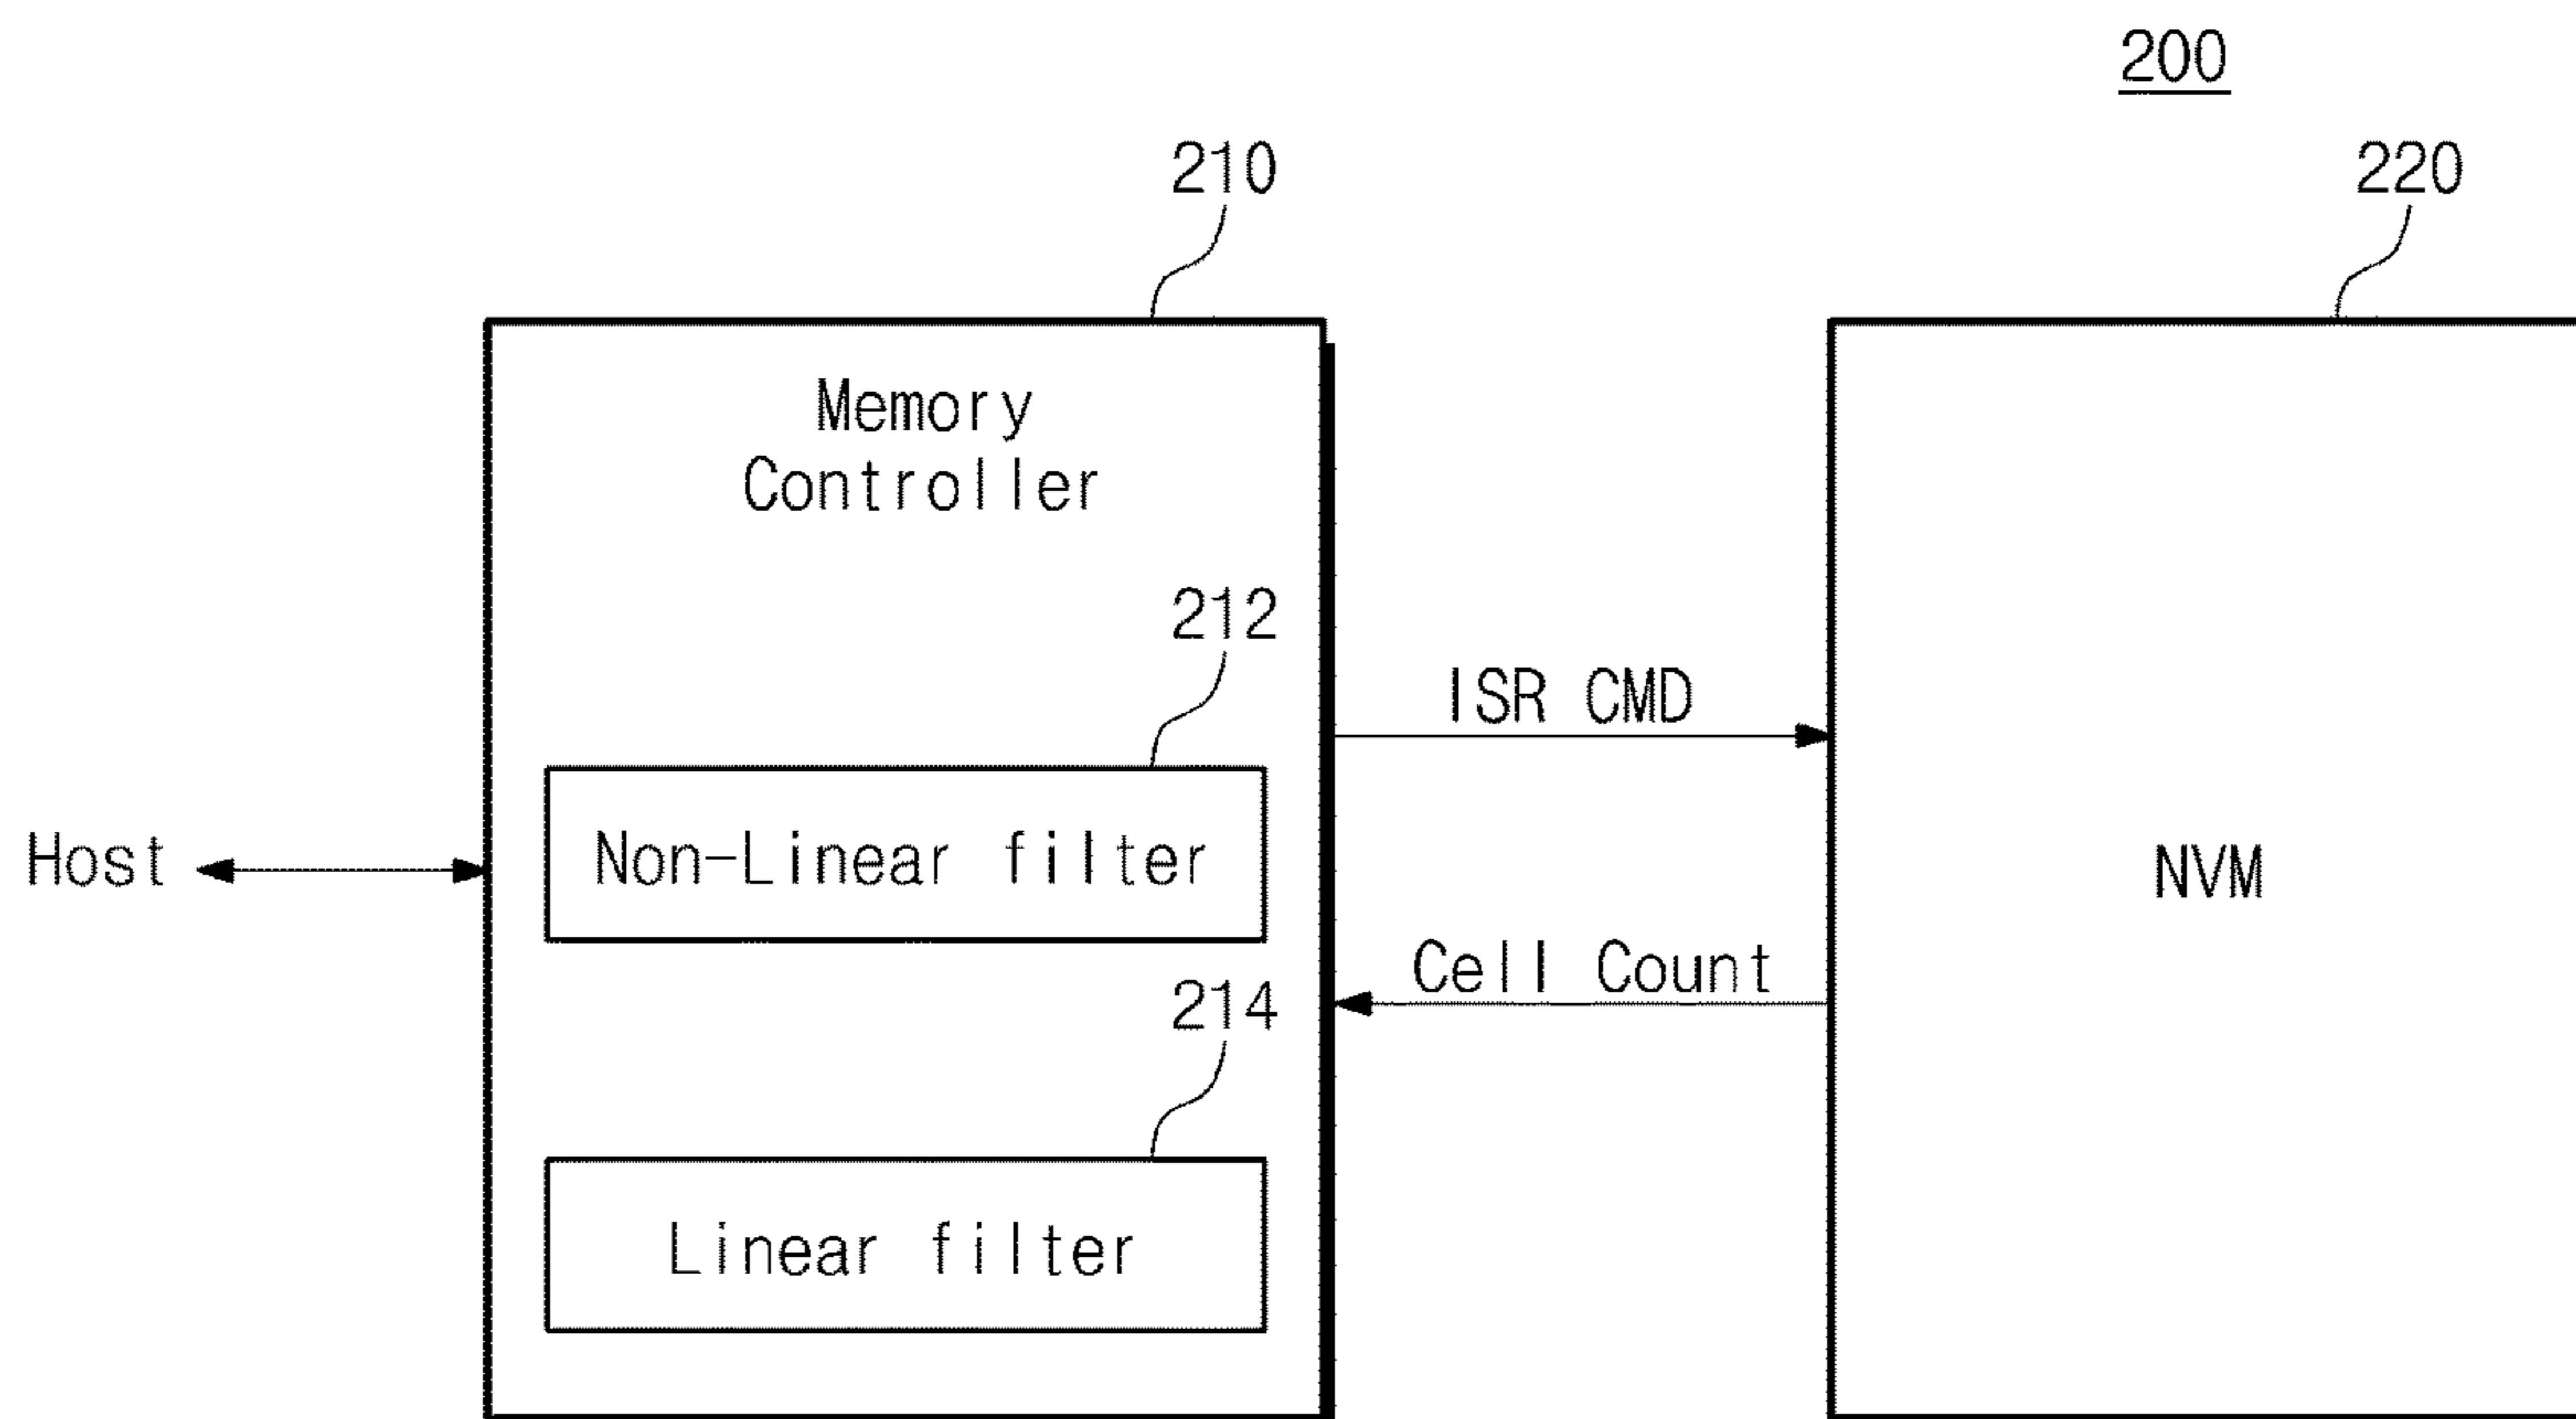 200
210
220
Memory
Controller
212
ISR CMD
Host
Non-Linear filter
NVM
Cell Count
214
Linear filter